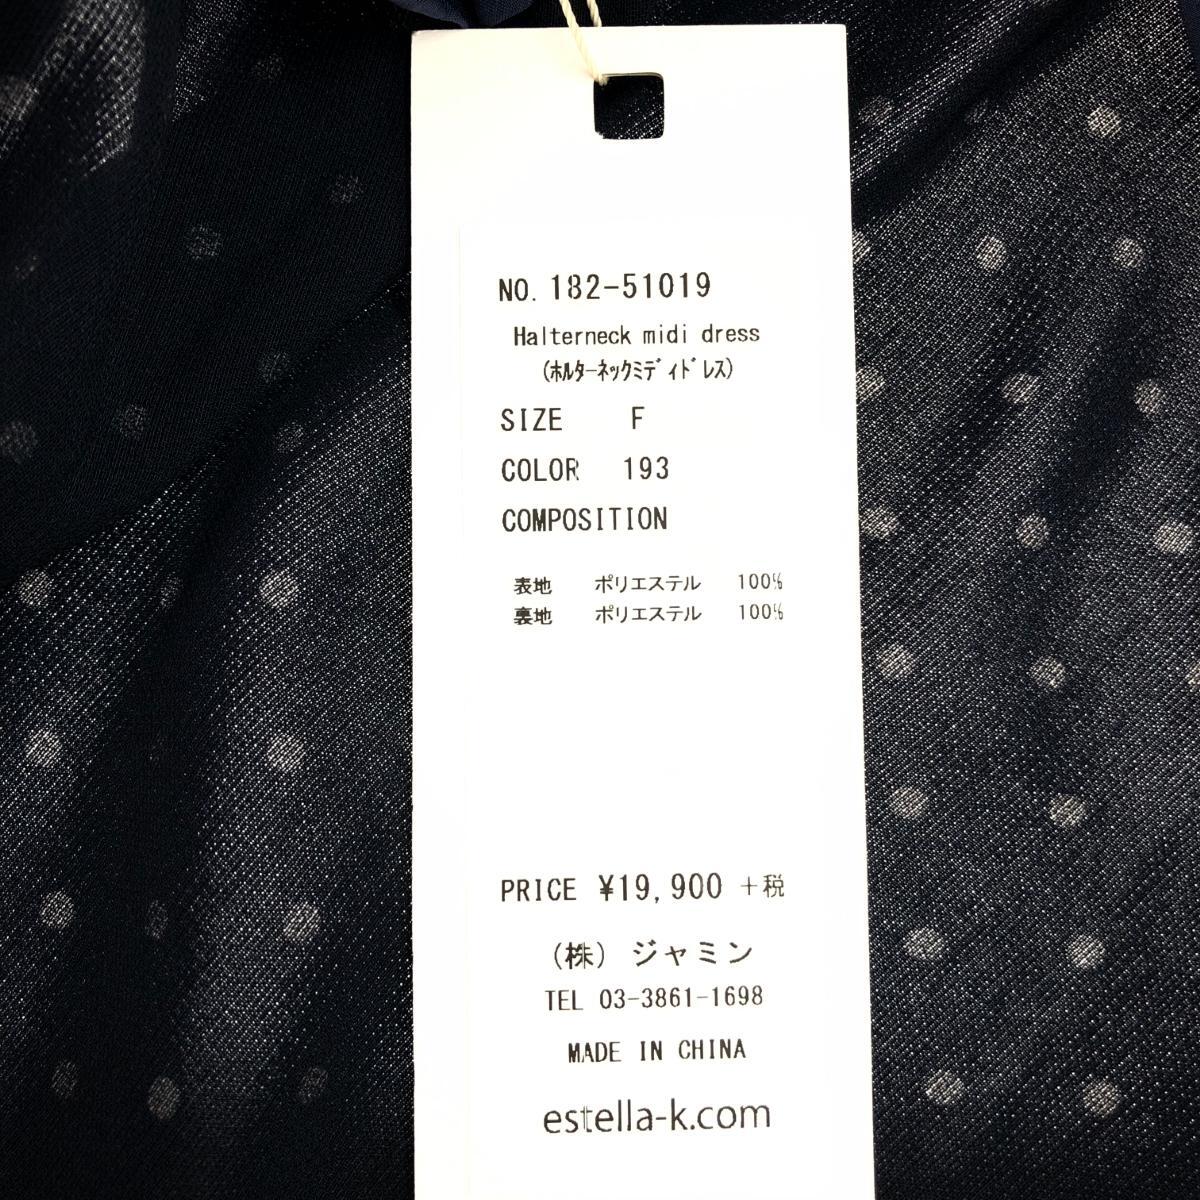 NO. 182-51019
Halterneck midi dress
(ﾎﾙﾀｰﾈｯｸﾐﾃﾞｨﾄﾞﾚｽ)
SIZE F
COLOR 193
COMPOSITION
表地 ポリエステル 100%
裏地 ポリエステル 100%
PRICE ¥19,900 +税
(株) ジャミン
TEL 03-3861-1698
MADE IN CHINA
estella-k.com